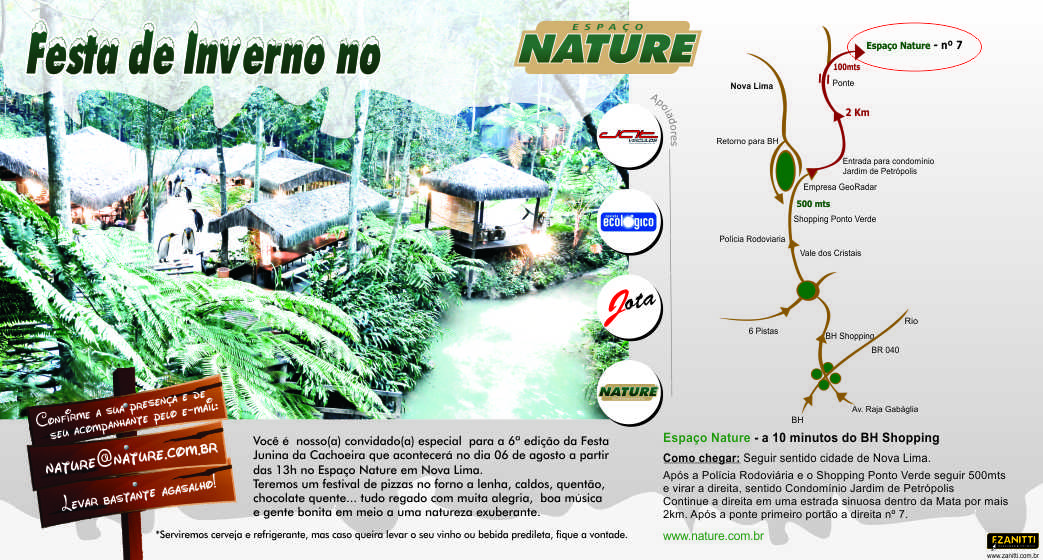 Festa de Inverno no
ESPAÇO
NATURE
Apoiadores
VEÍCULOS
ecológico
Jota
NATURE
CONFIRME A SUA PRESENÇA E DE
SEU ACOMPANHANTE PELO E-MAIL:
NATURE@NATURE.COM.BR
LEVAR BASTANTE AGASALHO!
Você é nosso(a) convidado(a) especial para a 6ª edição da Festa
Junina da Cachoeira que acontecerá no dia 06 de agosto a partir
das 13h no Espaço Nature em Nova Lima.
Teremos um festival de pizzas no forno a lenha, caldos, quentão,
chocolate quente... tudo regado com muita alegria, boa música
e gente bonita em meio a uma natureza exuberante.
*Serviremos cerveja e refrigerante, mas caso queira levar o seu vinho ou bebida predileta, fique a vontade.
Espaço Nature - nº 7
100mts
Ponte
Nova Lima
2 Km
Retorno para BH
Entrada para condomínio
Jardim de Petrópolis
Empresa GeoRadar
500 mts
Shopping Ponto Verde
Policia Rodoviaria
Vale dos Cristais
6 Pistas
BH Shopping
Rio
BR 040
Av. Raja Gabáglia
BH
Espaço Nature - a 10 minutos do BH Shopping
Como chegar: Seguir sentido cidade de Nova Lima.
Após a Polícia Rodoviária e o Shopping Ponto Verde seguir 500mts
e virar a direita, sentido Condomínio Jardim de Petrópolis
Continue a direita em uma estrada sinuosa dentro da Mata por mais
2km. Após a ponte primeiro portão a direita nº 7.
www.nature.com.br
FZANITTI
www.zanitti.com.br